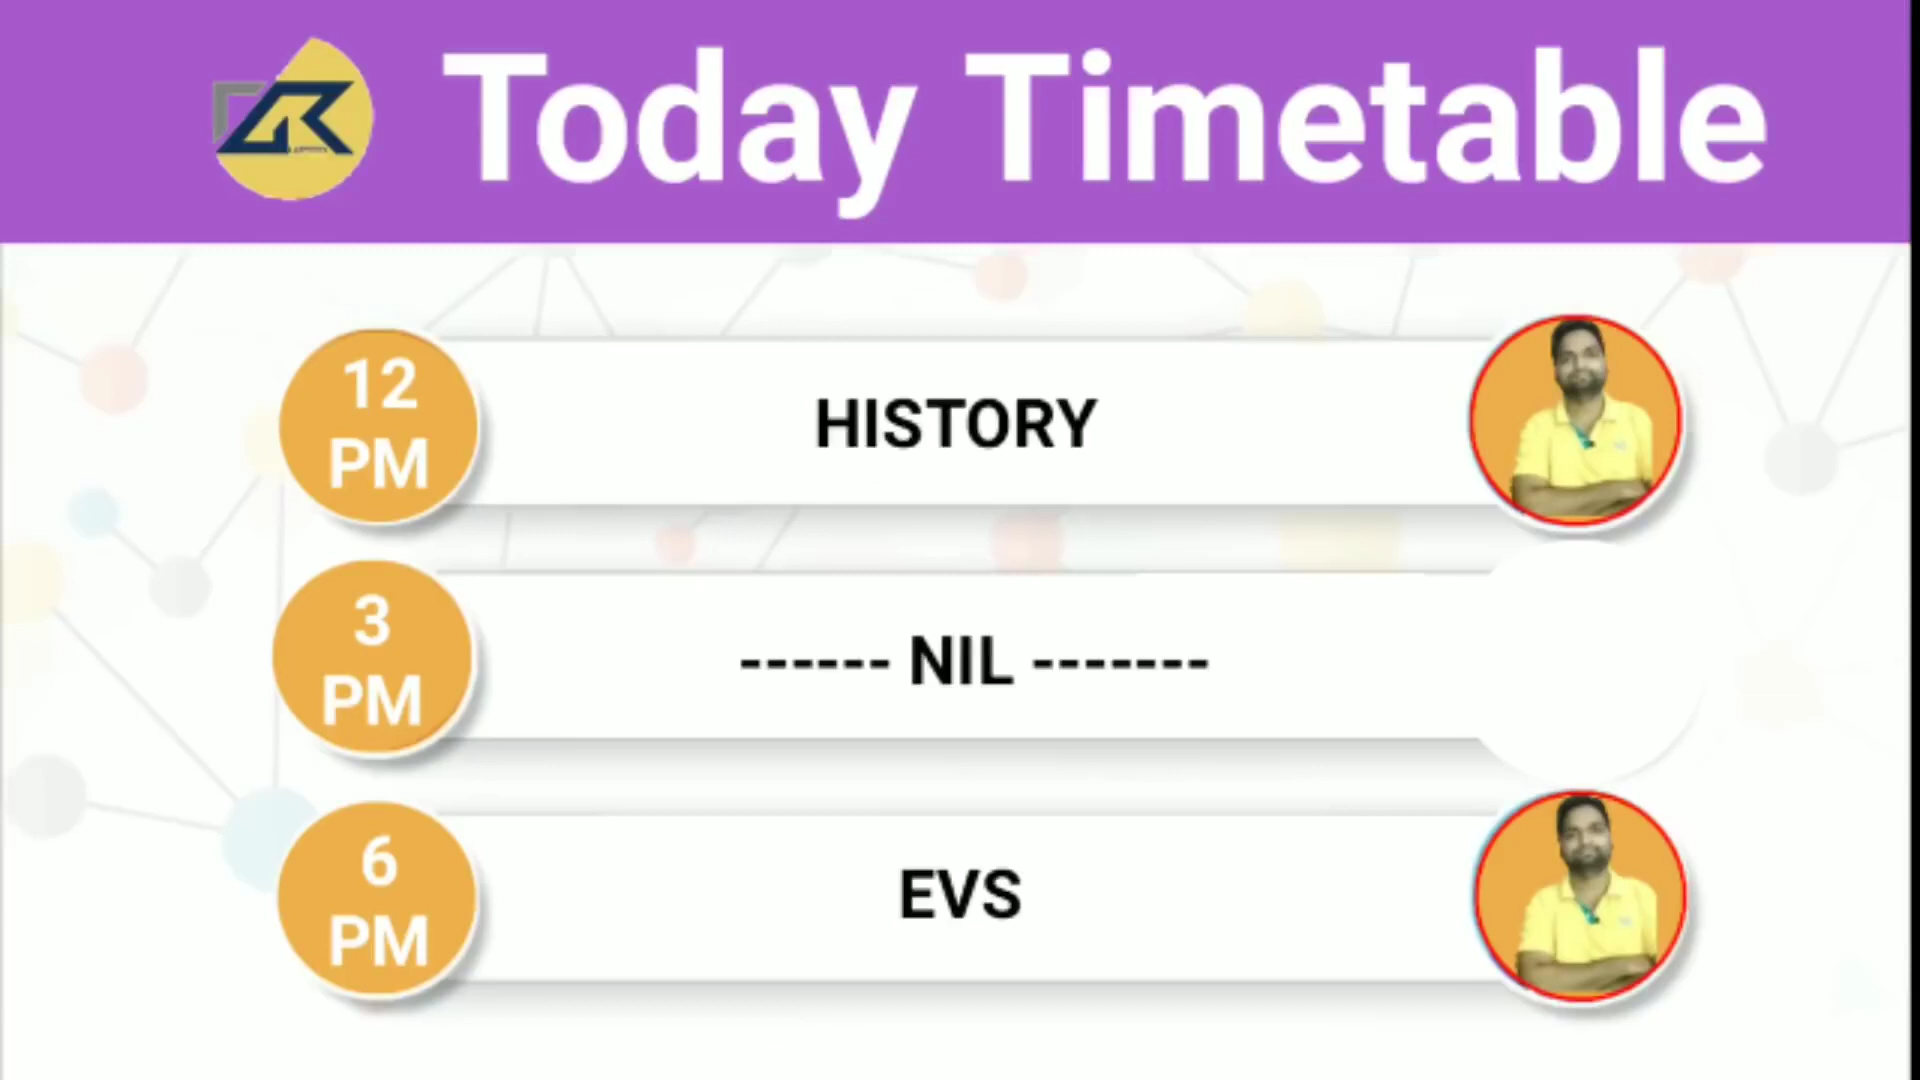 Today Timetable
12
PM
HISTORY
3
PM
------ NIL -------
6
PM
EVS